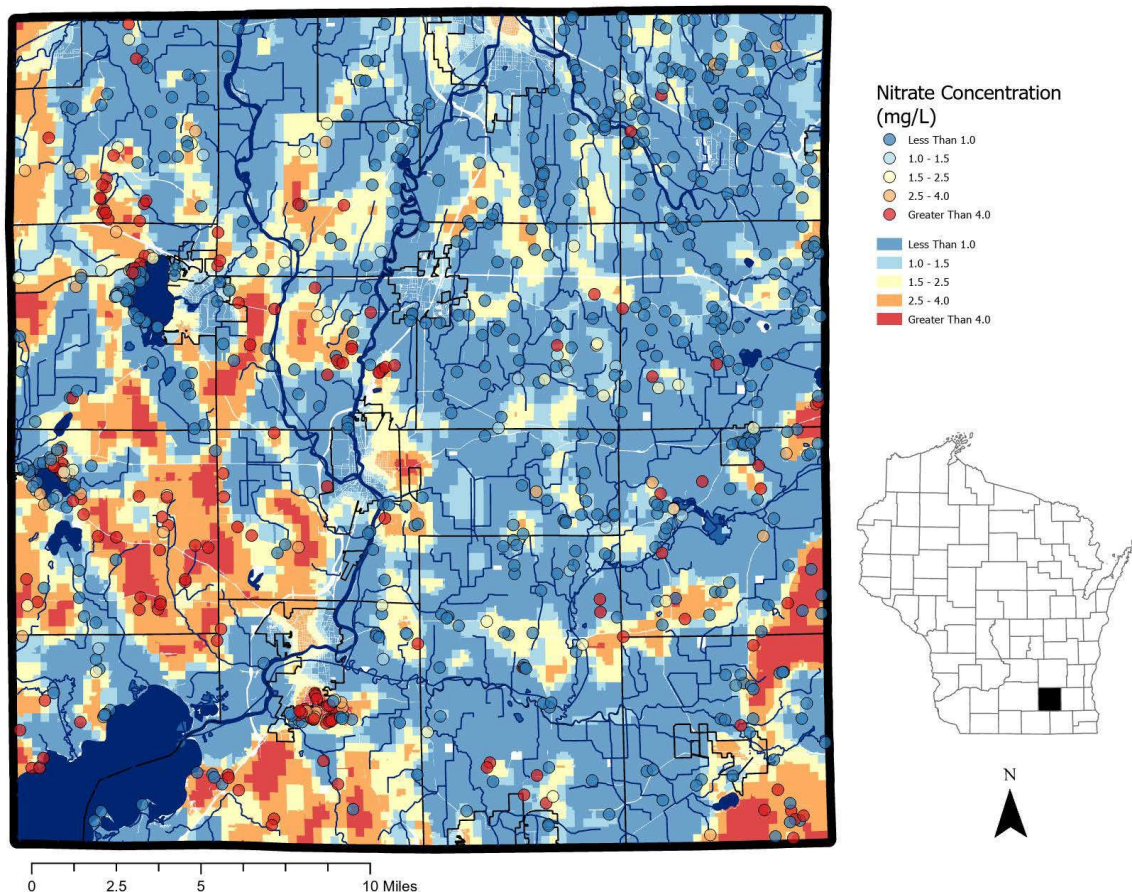 Nitrate Concentration
(mg/L)
Less Than 1.0
1.0 - 1.5
1.5 - 2.5
2.5 - 4.0
Greater Than 4.0
Less Than 1.0
1.0 - 1.5
1.5 - 2.5
2.5 - 4.0
Greater Than 4.0
N
0 2.5 5 10 Miles